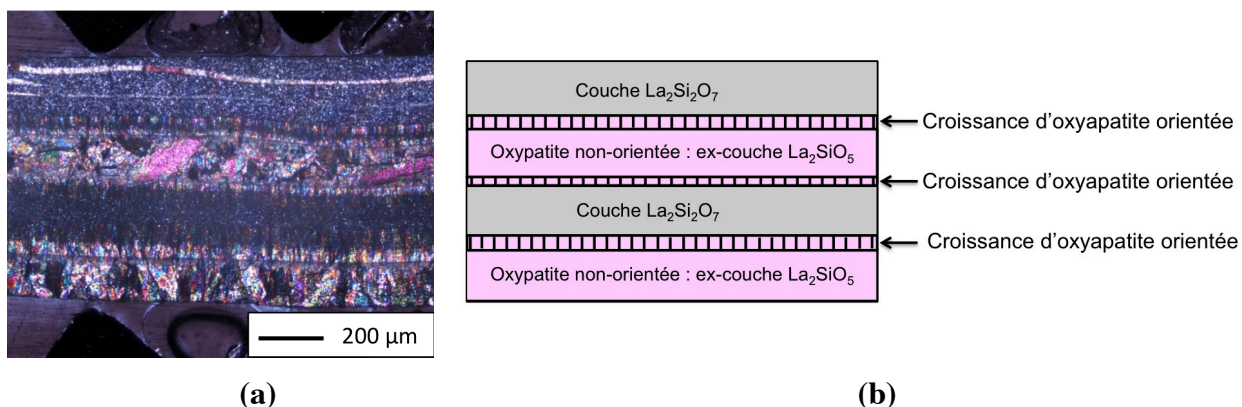 200 µm
Couche La₂Si₂O₇
Croissance d'oxyapatite orientée
Oxypatite non-orientée : ex-couche La₂SiO₅
Croissance d'oxyapatite orientée
Couche La₂Si₂O₇
Croissance d'oxyapatite orientée
Oxypatite non-orientée : ex-couche La₂SiO₅
(a)
(b)